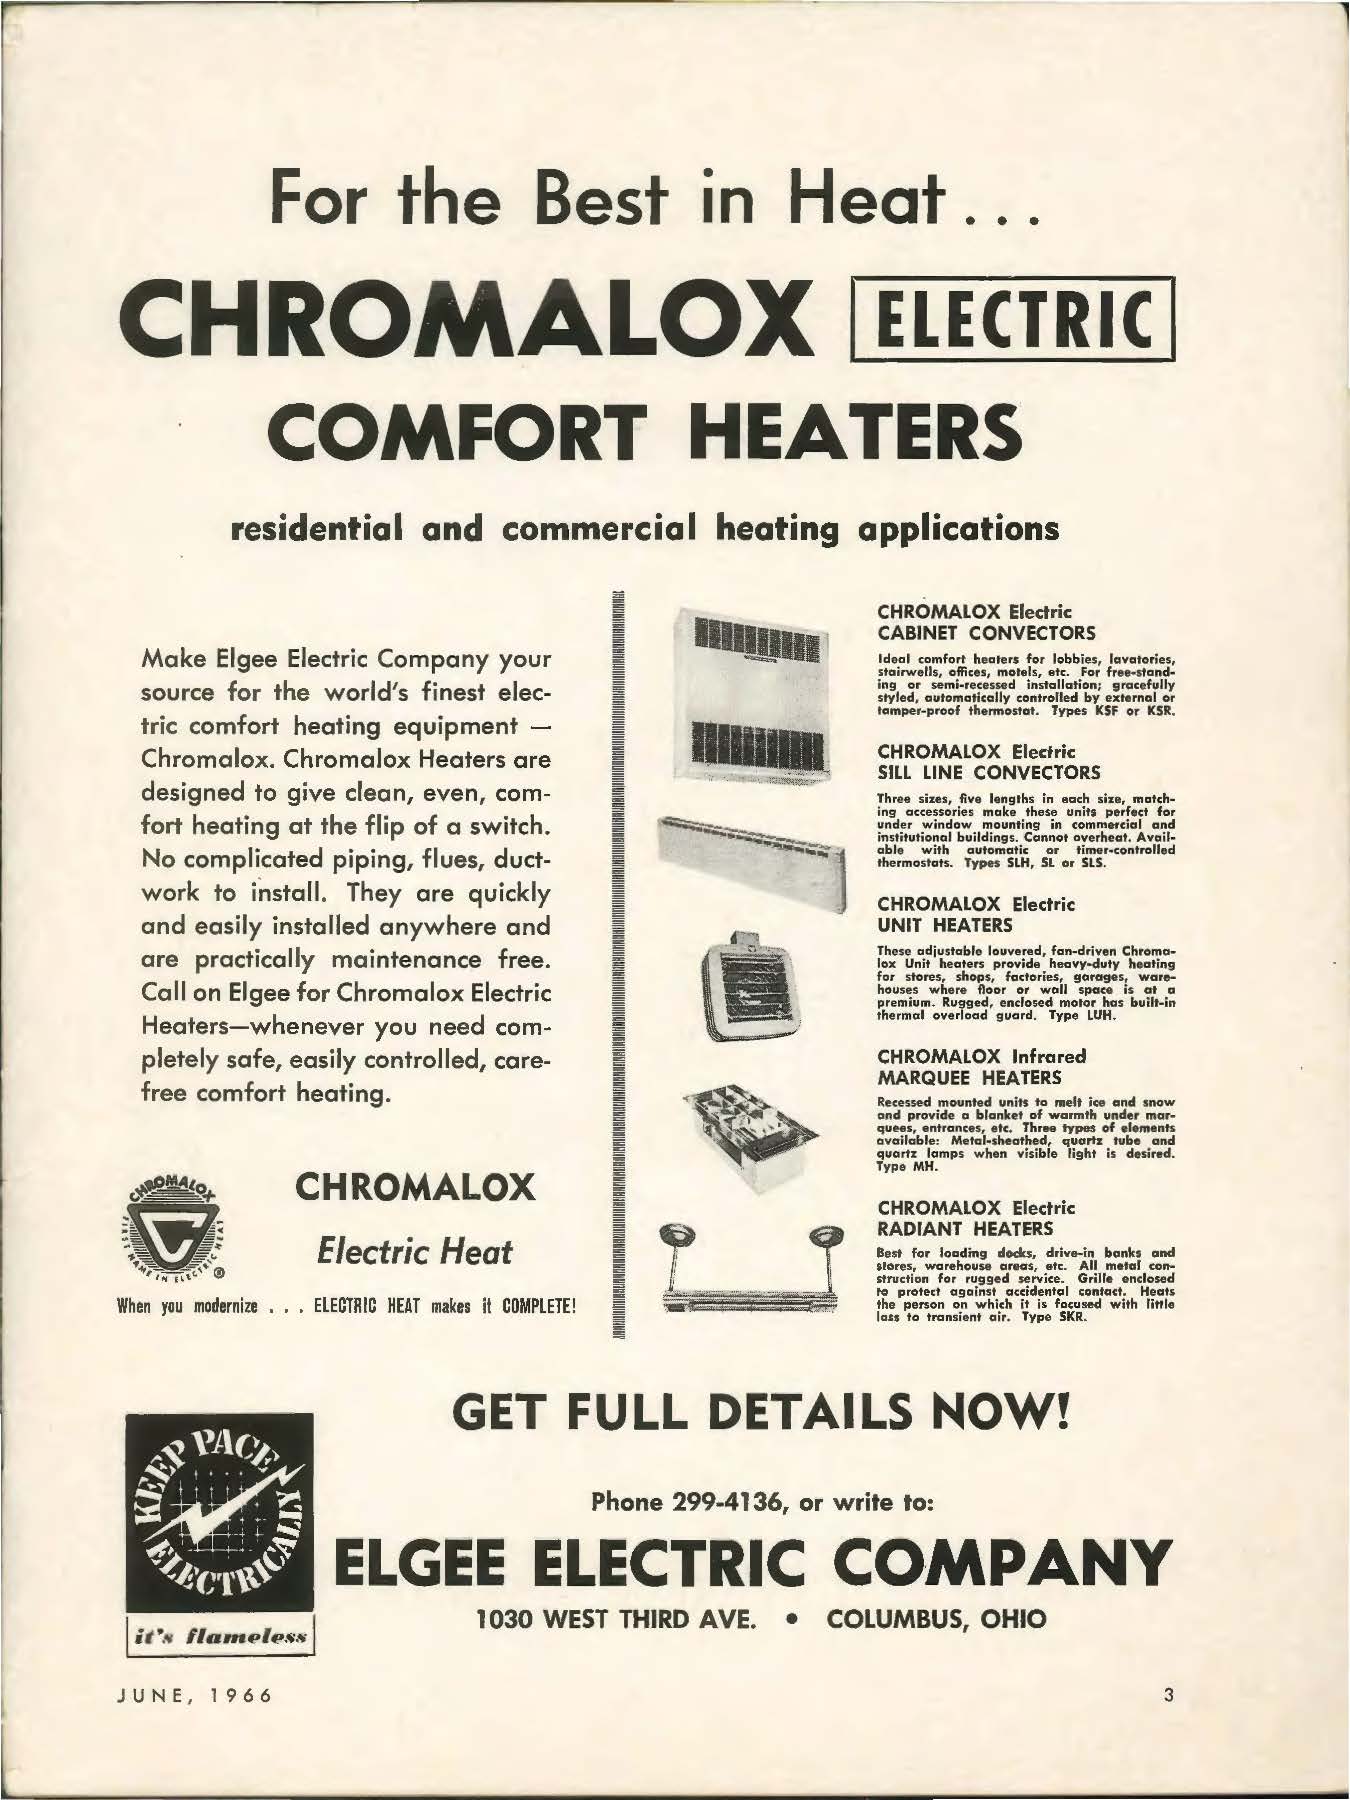 For the Best in Heat . . .
CHROMALOX ELECTRIC
COMFORT HEATERS
residential and commercial heating applications
Make Elgee Electric Company your
source for the world's finest elec-
tric comfort heating equipment —
Chromalox. Chromalox Heaters are
designed to give clean, even, com-
fort heating at the flip of a switch.
No complicated piping, flues, duct-
work to install. They are quickly
and easily installed anywhere and
are practically maintenance free.
Call on Elgee for Chromalox Electric
Heaters—whenever you need com-
pletely safe, easily controlled, care-
free comfort heating.
CHROMALOX
FIRST NAME IN ELECTRIC HEAT
®
CHROMALOX
Electric Heat
When you modernize . . . ELECTRIC HEAT makes it COMPLETE!
CHROMALOX Electric
CABINET CONVECTORS
Ideal comfort heaters for lobbies, lavatories,
stairwells, offices, motels, etc. For free-stand-
ing or semi-recessed installation; gracefully
styled, automatically controlled by external or
tamper-proof thermostat. Types KSF or KSR.
CHROMALOX Electric
SILL LINE CONVECTORS
Three sizes, five lengths in each size, match-
ing accessories make these units perfect for
under window mounting in commercial and
institutional buildings. Cannot overheat. Avail-
able with automatic or timer-controlled
thermostats. Types SLH, SL or SLS.
CHROMALOX Electric
UNIT HEATERS
These adjustable louvered, fan-driven Chroma-
lox Unit heaters provide heavy-duty heating
for stores, shops, factories, garages, ware-
houses where floor or wall space is at a
premium. Rugged, enclosed motor has built-in
thermal overload guard. Type LUH.
CHROMALOX Infrared
MARQUEE HEATERS
Recessed mounted units to melt ice and snow
and provide a blanket of warmth under mar-
quees, entrances, etc. Three types of elements
available: Metal-sheathed, quartz tube and
quartz lamps when visible light is desired.
Type MH.
CHROMALOX Electric
RADIANT HEATERS
Best for loading docks, drive-in banks and
stores, warehouse areas, etc. All metal con-
struction for rugged service. Grille enclosed
to protect against accidental contact. Heats
the person on which it is focused with little
loss to transient air. Type SKR.
KEEP PACE
ELECTRICALLY
it's flameless
GET FULL DETAILS NOW!
Phone 299-4136, or write to:
ELGEE ELECTRIC COMPANY
1030 WEST THIRD AVE. • COLUMBUS, OHIO
JUNE, 1966
3